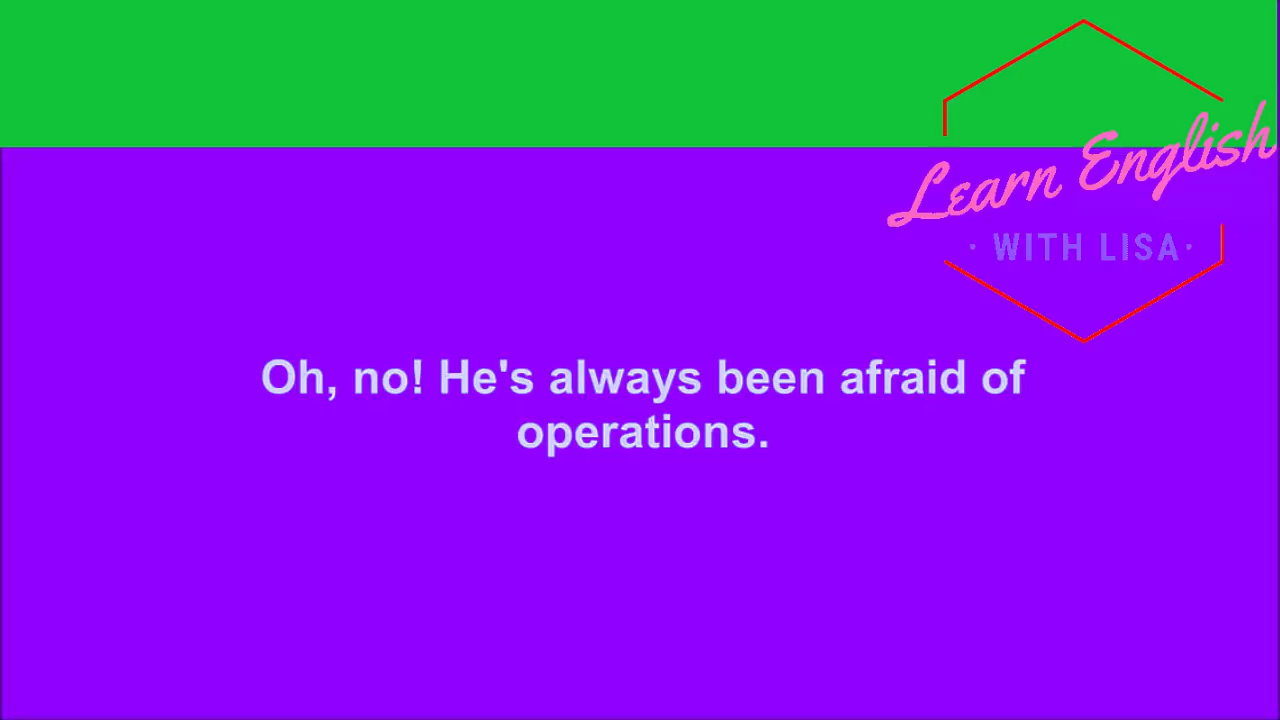 Learn English
· WITH LISA·
Oh, no! He's always been afraid of
operations.